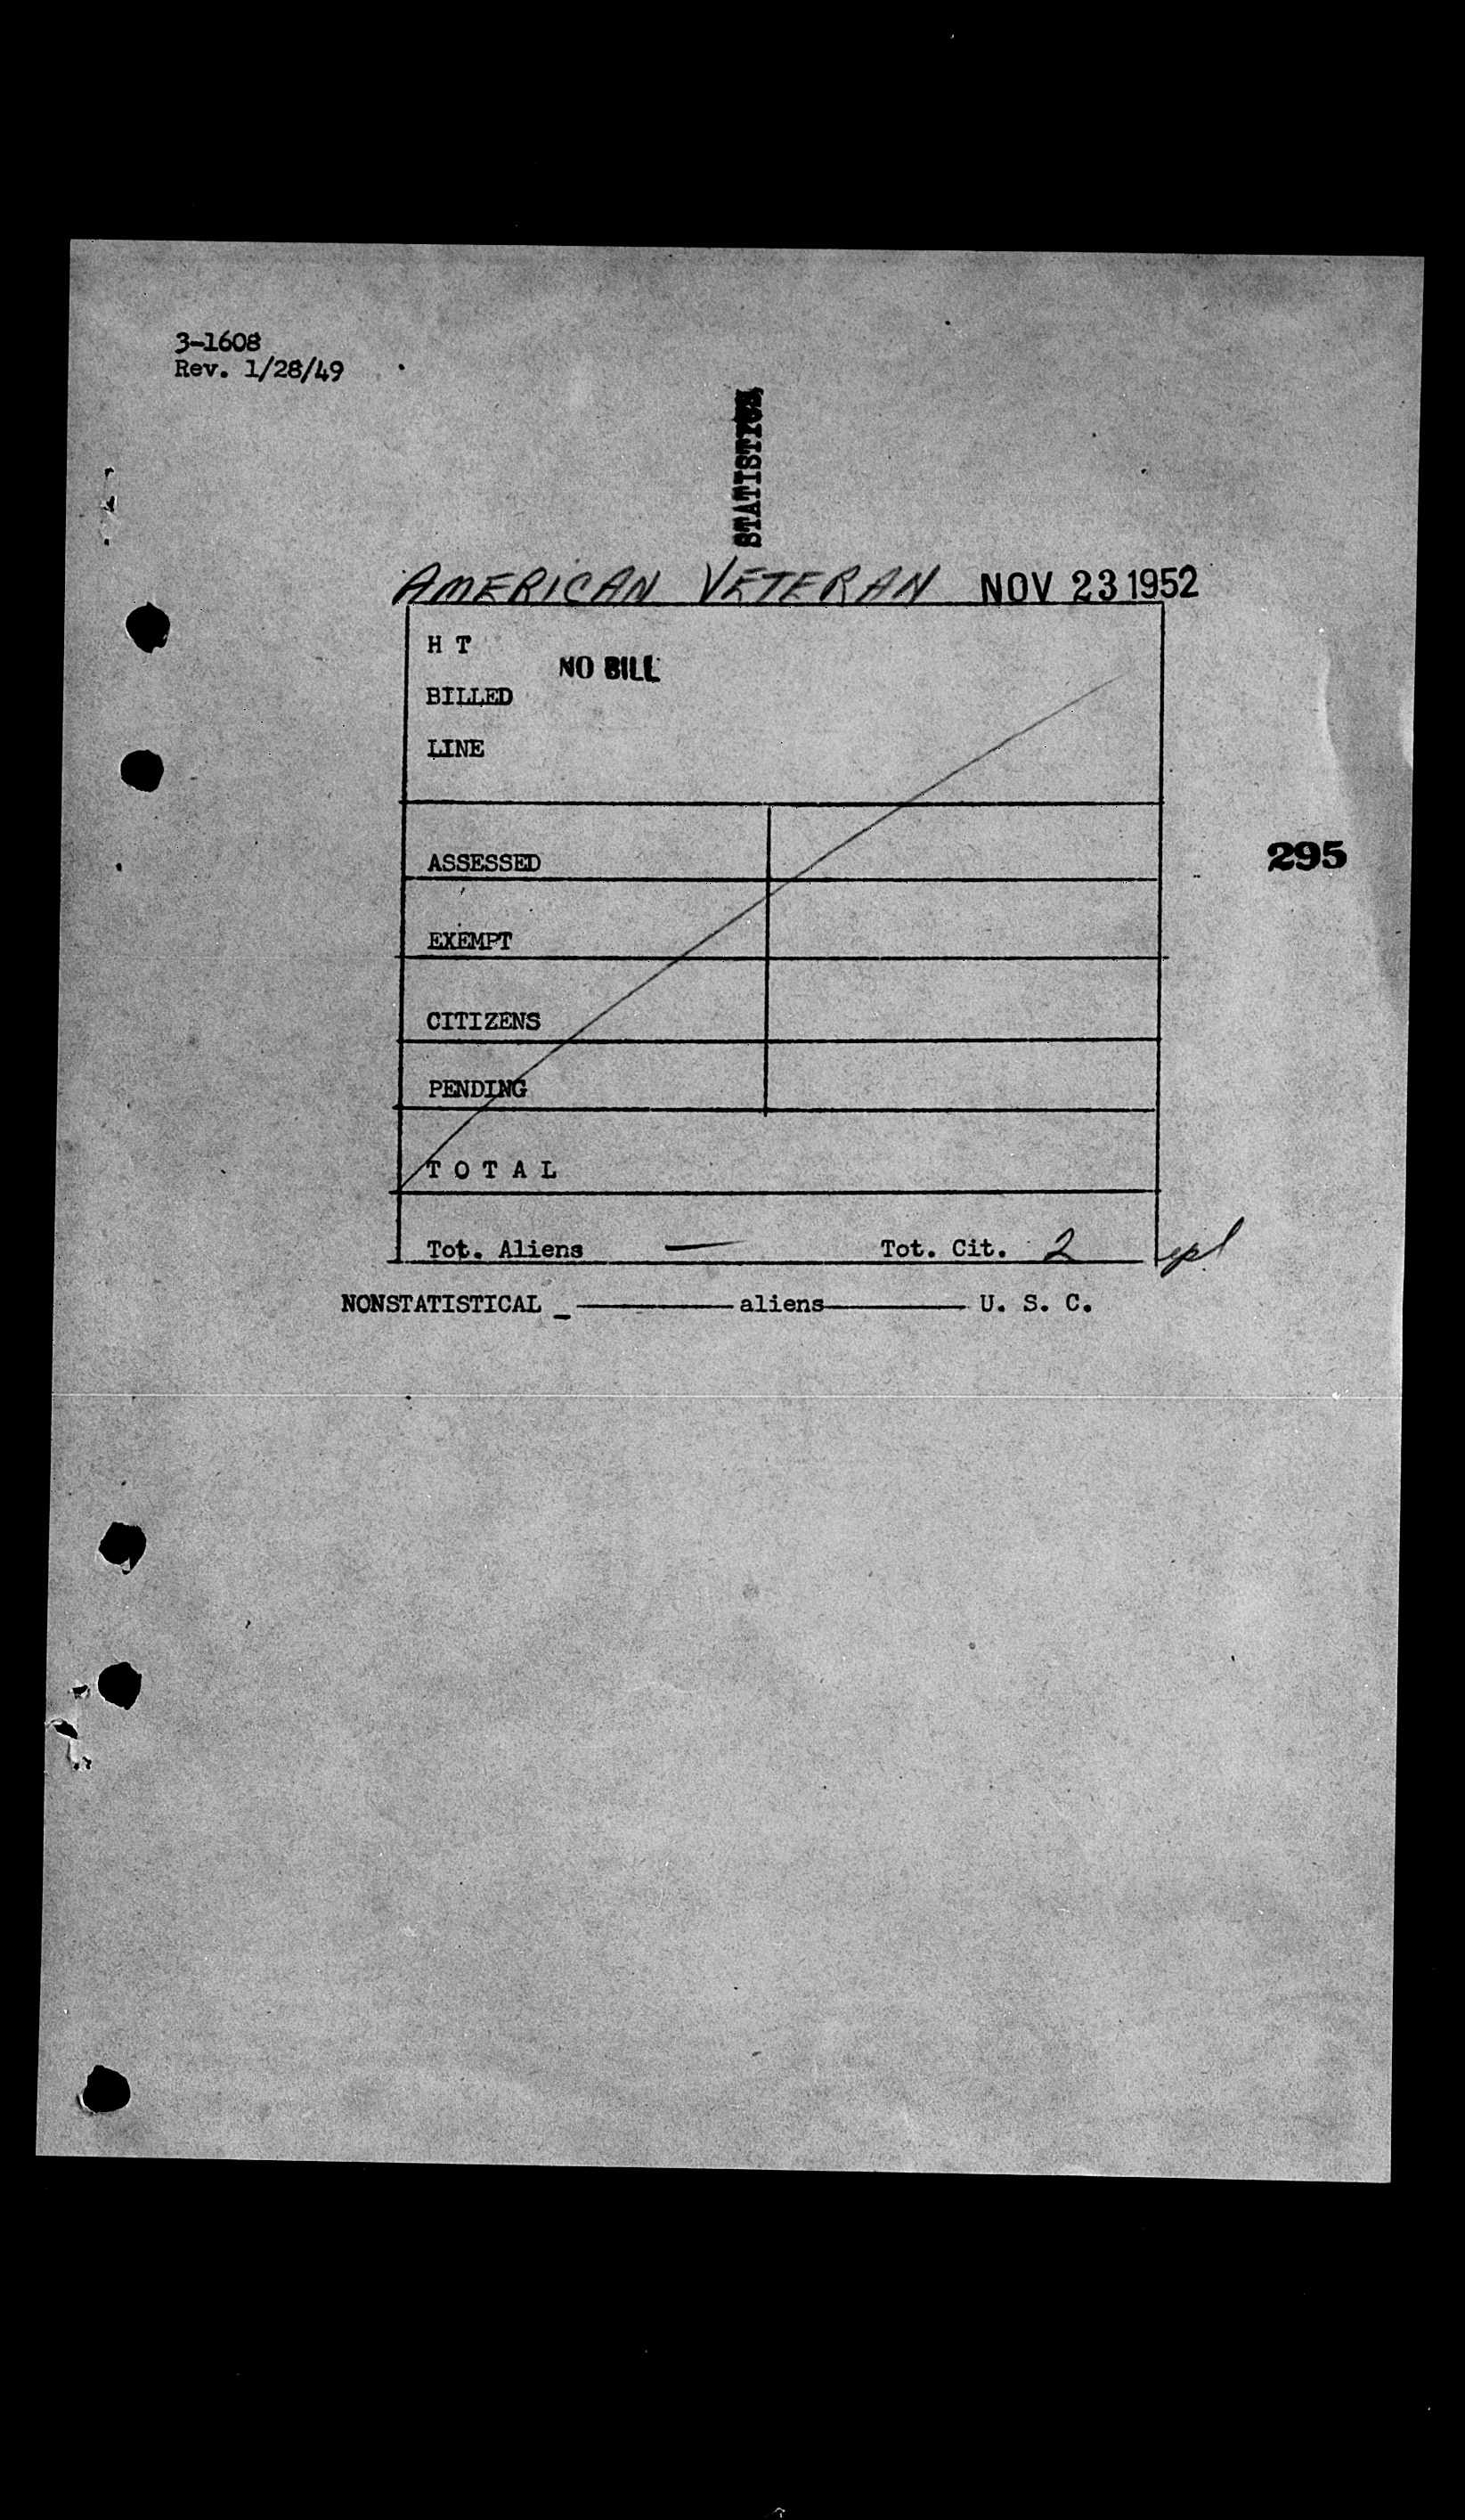 3-1608
Rev. 1/28/49
STATISTICS
AMERICAN VETERAN NOV 23 1952
H T
NO BILL
BILLED
LINE
295
ASSESSED
EXEMPT
CITIZENS
PENDING
T O T A L
Tot. Aliens — Tot. Cit. 2
NONSTATISTICAL _ ———— aliens ———— U. S. C.